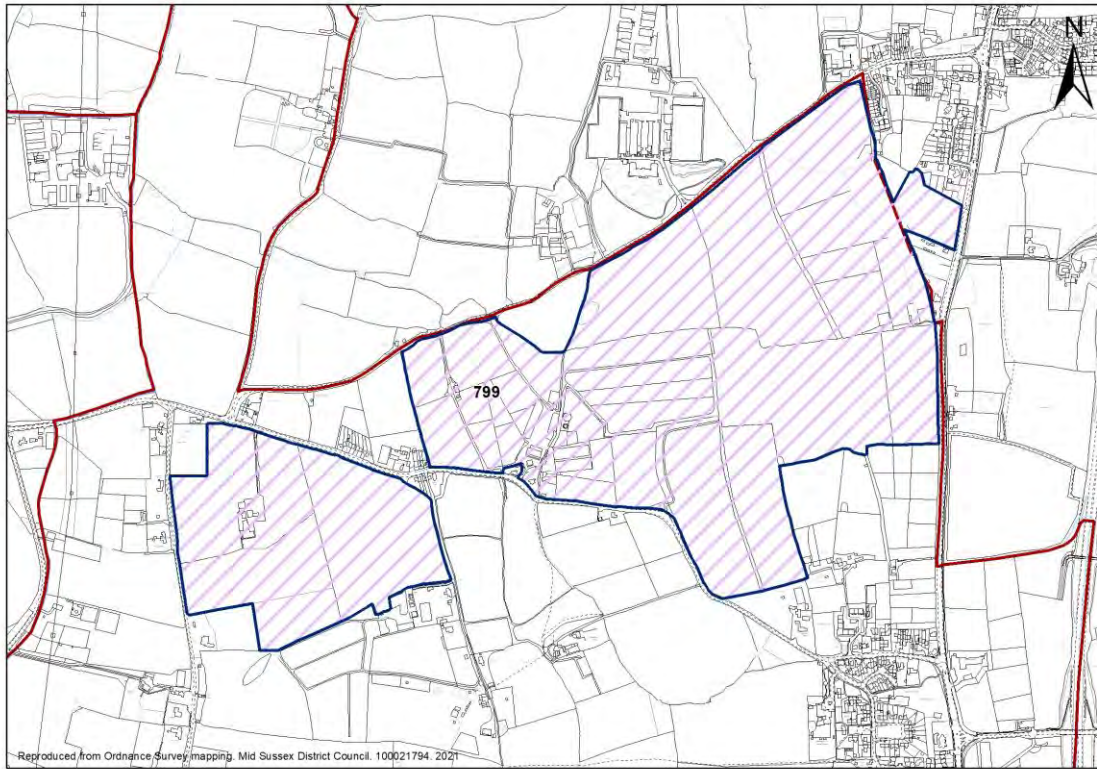 N
799
Reproduced from Ordnance Survey mapping. Mid Sussex District Council. 100021794. 2021